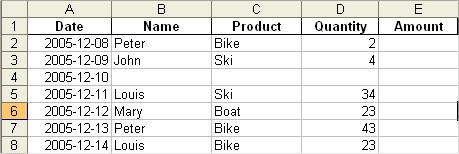 A B C D E
1 Date Name Product Quantity Amount
2 2005-12-08 Peter Bike 2
3 2005-12-09 John Ski 4
4 2005-12-10
5 2005-12-11 Louis Ski 34
6 2005-12-12 Mary Boat 23
7 2005-12-13 Peter Bike 43
8 2005-12-14 Louis Bike 23